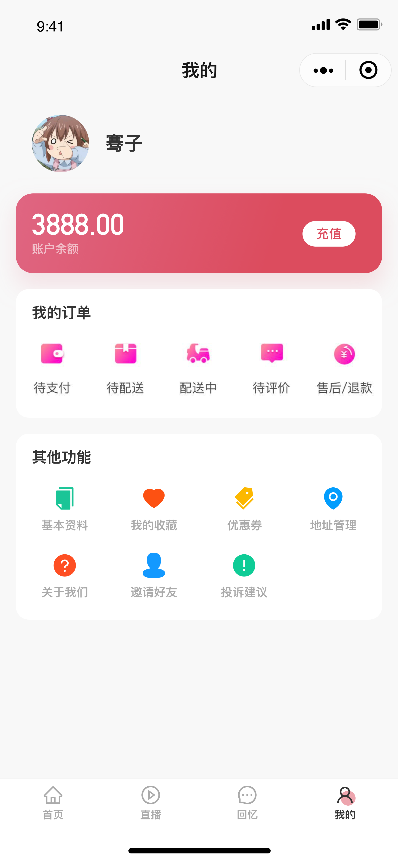 9:41
我的
骞子
3888.00
账户余额
充值
我的订单
待支付 待配送 配送中 待评价 售后/退款
其他功能
基本资料 我的收藏 优惠券 地址管理
关于我们 邀请好友 投诉建议
首页 直播 回忆 我的